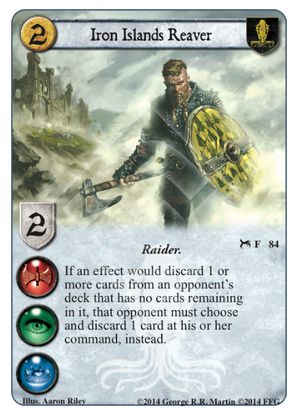 2
Iron Islands Reaver
2
Raider.
F 84
If an effect would discard 1 or
more cards from an opponent's
deck that has no cards remaining
in it, that opponent must choose
and discard 1 card at his or her
command, instead.
Illus. Aaron Riley
©2014 George R.R. Martin ©2014 FFG